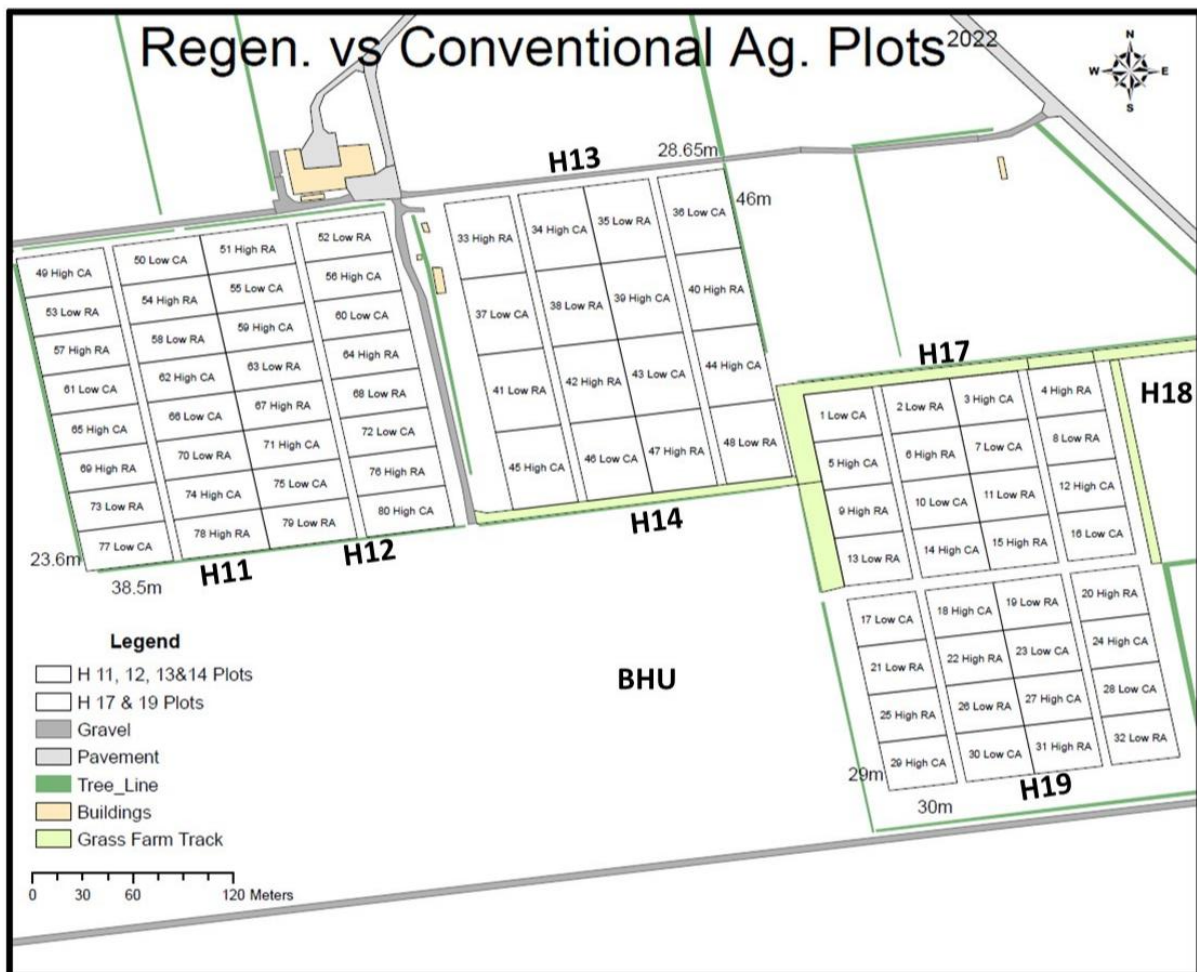 Regen. vs Conventional Ag. Plots 2022
N
W E
S
H13
28.65m
46m
33 High RA
34 High CA
35 Low RA
36 Low CA
37 Low CA
38 Low RA
39 High CA
40 High RA
41 Low RA
42 High RA
43 Low CA
44 High CA
45 High CA
46 Low CA
47 High RA
48 Low RA
H14
49 High CA
50 Low CA
51 High RA
52 Low RA
53 Low RA
54 High RA
55 Low CA
56 High CA
57 High RA
58 Low RA
59 High CA
60 Low CA
61 Low CA
62 High CA
63 Low RA
64 High RA
65 High CA
66 Low CA
67 High RA
68 Low RA
69 High RA
70 Low RA
71 High CA
72 Low CA
73 Low RA
74 High CA
75 Low CA
76 High RA
77 Low CA
78 High RA
79 Low RA
80 High CA
23.6m
38.5m
H11
H12
H17
H18
1 Low CA
2 Low RA
3 High CA
4 High RA
5 High CA
6 High RA
7 Low CA
8 Low RA
9 High RA
10 Low CA
11 Low RA
12 High CA
13 Low RA
14 High CA
15 High RA
16 Low CA
17 Low CA
18 High CA
19 Low RA
20 High RA
21 Low RA
22 High RA
23 Low CA
24 High CA
25 High RA
26 Low RA
27 High CA
28 Low CA
29 High CA
30 Low CA
31 High RA
32 Low RA
29m
30m
H19
BHU
Legend
H 11, 12, 13&14 Plots
H 17 & 19 Plots
Gravel
Pavement
Tree_Line
Buildings
Grass Farm Track
0 30 60 120 Meters